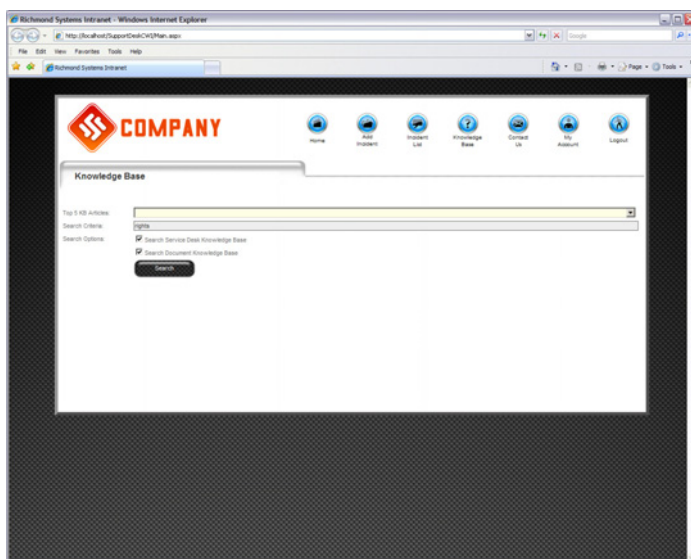 Richmond Systems Intranet - Windows Internet Explorer
http://localhost/SupportDeskCWI/Main.aspx
Google
File Edit View Favorites Tools Help
Richmond Systems Intranet
Page Tools
COMPANY
Home
Add Incident
Incident List
Knowledge Base
Contact Us
My Account
Logout
Knowledge Base
Top 5 KB Articles:
Search Criteria: rights
Search Options: Search Service Desk Knowledge Base
Search Document Knowledge Base
Search